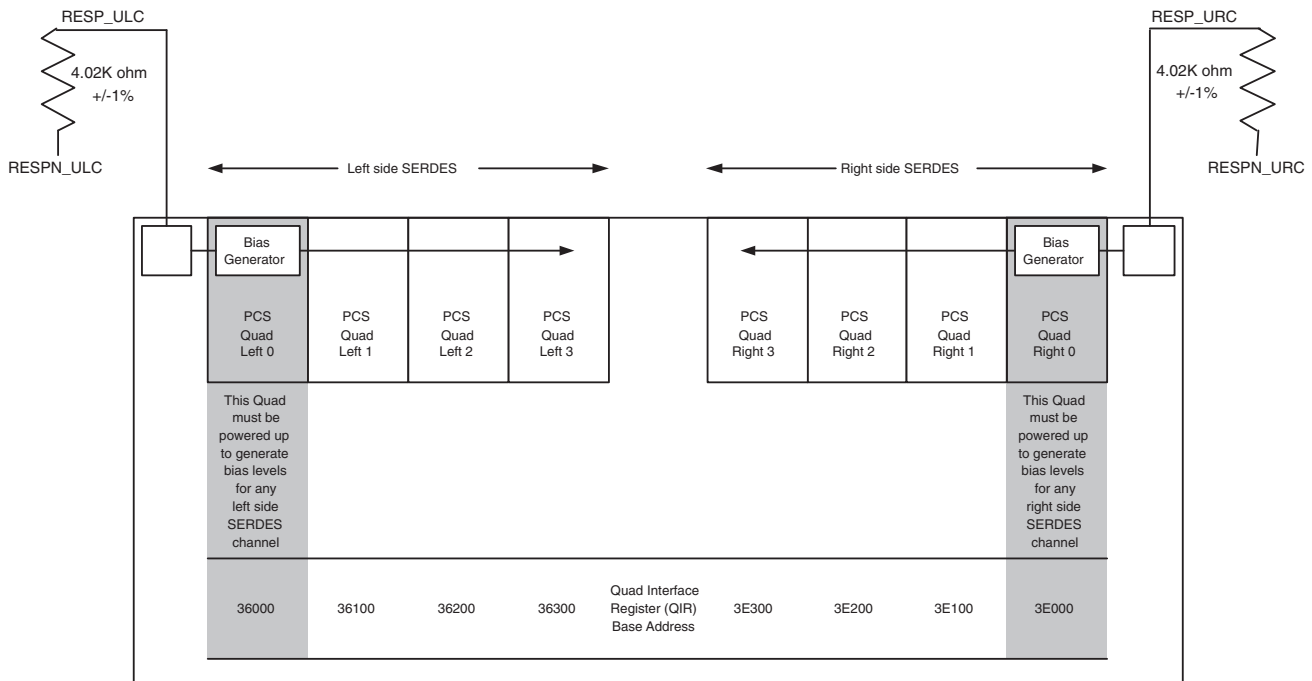 RESP_ULC
4.02K ohm
+/-1%
RESPN_ULC
RESP_URC
4.02K ohm
+/-1%
RESPN_URC
Left side SERDES
Right side SERDES
Bias
Generator
Bias
Generator
PCS
Quad
Left 0
PCS
Quad
Left 1
PCS
Quad
Left 2
PCS
Quad
Left 3
PCS
Quad
Right 3
PCS
Quad
Right 2
PCS
Quad
Right 1
PCS
Quad
Right 0
This Quad
must be
powered up
to generate
bias levels
for any
left side
SERDES
channel
This Quad
must be
powered up
to generate
bias levels
for any
right side
SERDES
channel
36000
36100
36200
36300
Quad Interface
Register (QIR)
Base Address
3E300
3E200
3E100
3E000